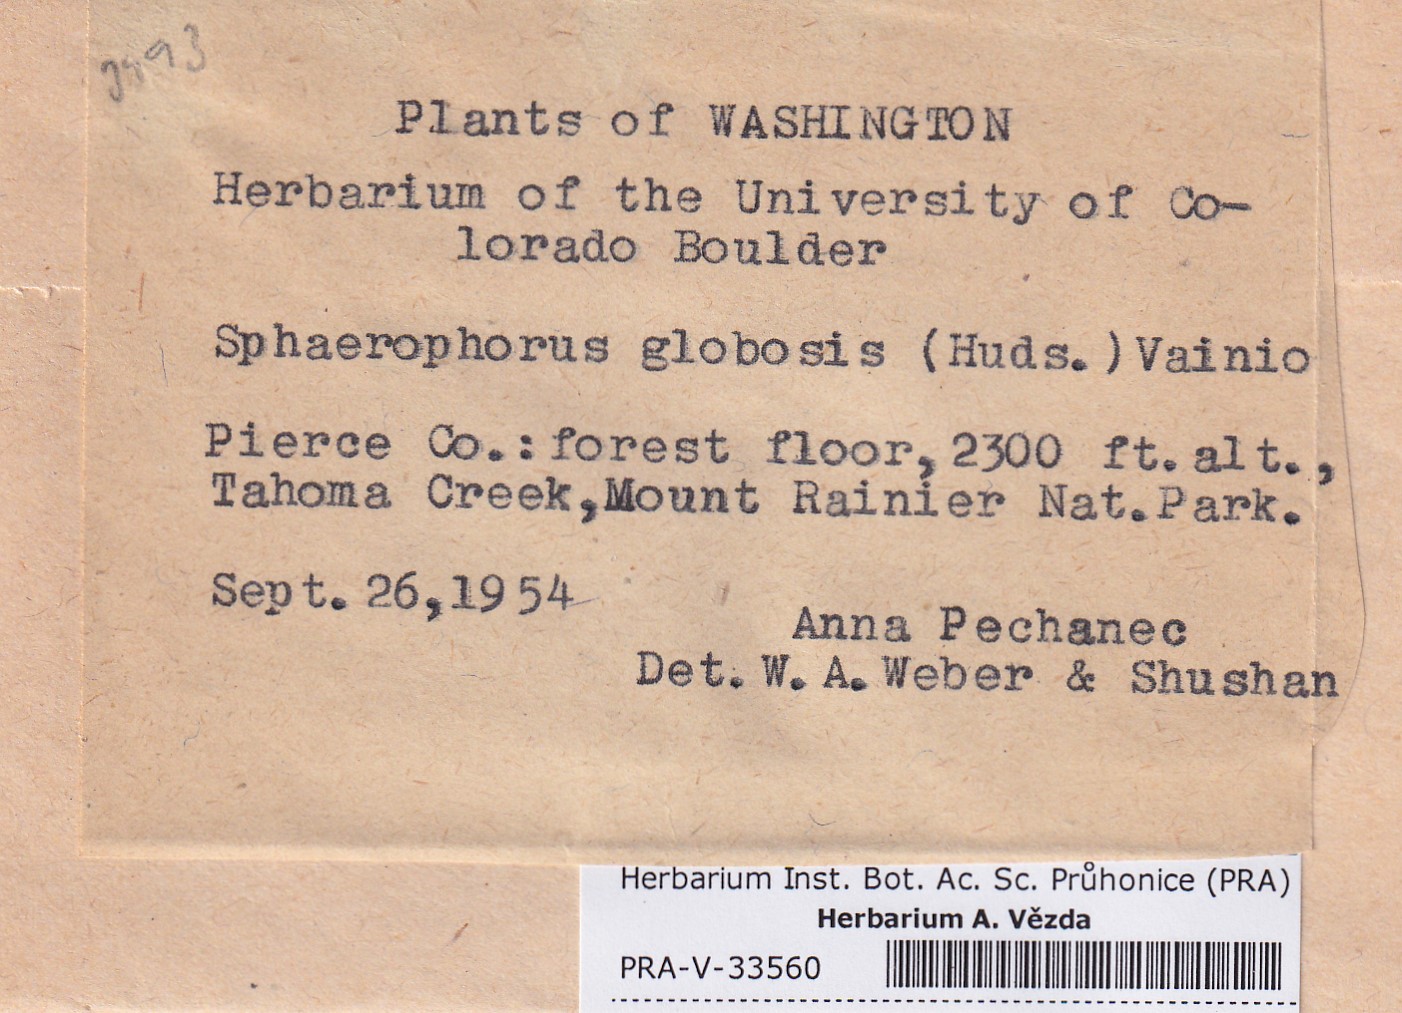 Plants of WASHINGTON
Herbarium of the University of Co-
lorado Boulder
Sphaerophorus globosis (Huds.) Vainio
Pierce Co.: forest floor, 2300 ft. alt.,
Tahoma Creek, Mount Rainier Nat. Park.
Sept. 26, 1954
Anna Pechanec
Det. W. A. Weber & Shushan
Herbarium Inst. Bot. Ac. Sc. Průhonice (PRA)
Herbarium A. Vězda
PRA-V-33560